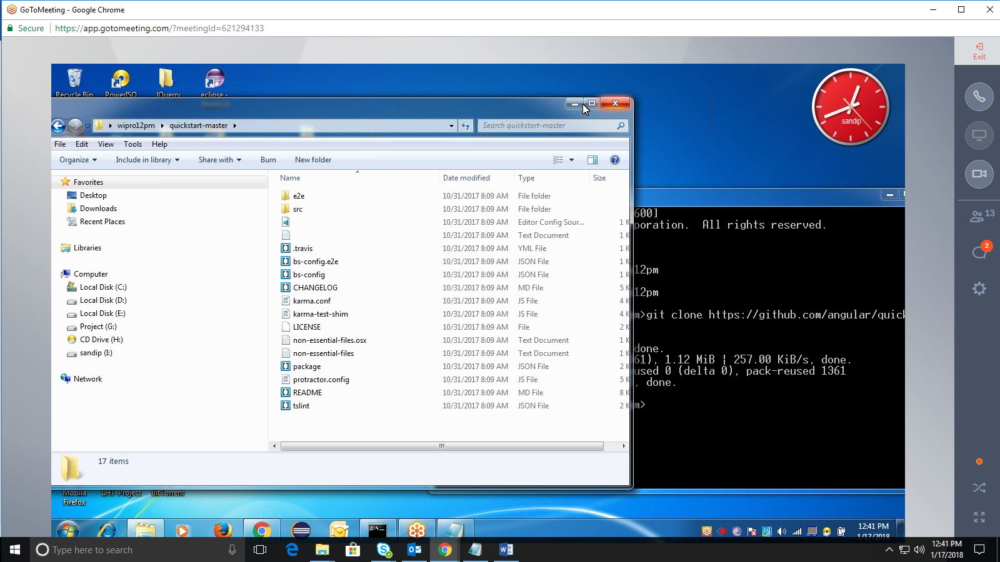 GoToMeeting - Google Chrome
Secure https://app.gotomeeting.com/?meetingId=621294133
Exit
Recycle Bin PowerISO JQuerry eclipse -
sandip
wipro12pm quickstart-master
Search quickstart-master
File Edit View Tools Help
Organize Include in library Share with Burn New folder
Name Date modified Type Size
Favorites
Desktop
Downloads
Recent Places
Libraries
Computer
Local Disk (C:)
Local Disk (D:)
Local Disk (E:)
Project (G:)
CD Drive (H:)
sandip (I:)
Network
e2e 10/31/2017 8:09 AM File folder
src 10/31/2017 8:09 AM File folder
10/31/2017 8:09 AM Editor Config Sour... 1 K
10/31/2017 8:09 AM Text Document 1 K
.travis 10/31/2017 8:09 AM YML File 1 K
bs-config.e2e 10/31/2017 8:09 AM JSON File 1 K
bs-config 10/31/2017 8:09 AM JSON File 1 K
CHANGELOG 10/31/2017 8:09 AM MD File 5 K
karma.conf 10/31/2017 8:09 AM JS File 4 K
karma-test-shim 10/31/2017 8:09 AM JS File 4 K
LICENSE 10/31/2017 8:09 AM File 2 K
non-essential-files.osx 10/31/2017 8:09 AM Text Document 1 K
non-essential-files 10/31/2017 8:09 AM Text Document 1 K
package 10/31/2017 8:09 AM JSON File 2 K
protractor.config 10/31/2017 8:09 AM JS File 5 K
README 10/31/2017 8:09 AM MD File 8 K
tslint 10/31/2017 8:09 AM JSON File 2 K
17 items
600]
poration. All rights reserved.
12pm
12pm
m>git clone https://github.com/angular/quick
done.
61), 1.12 MiB ¦ 257.00 KiB/s, done.
used 0 (delta 0), pack-reused 1361
, done.
m>
13
2
Mozilla Firefox
IIHT-Project
BitTorrent
C:\_
12:41 PM
1/17/2018
Type here to search
12:41 PM
1/17/2018